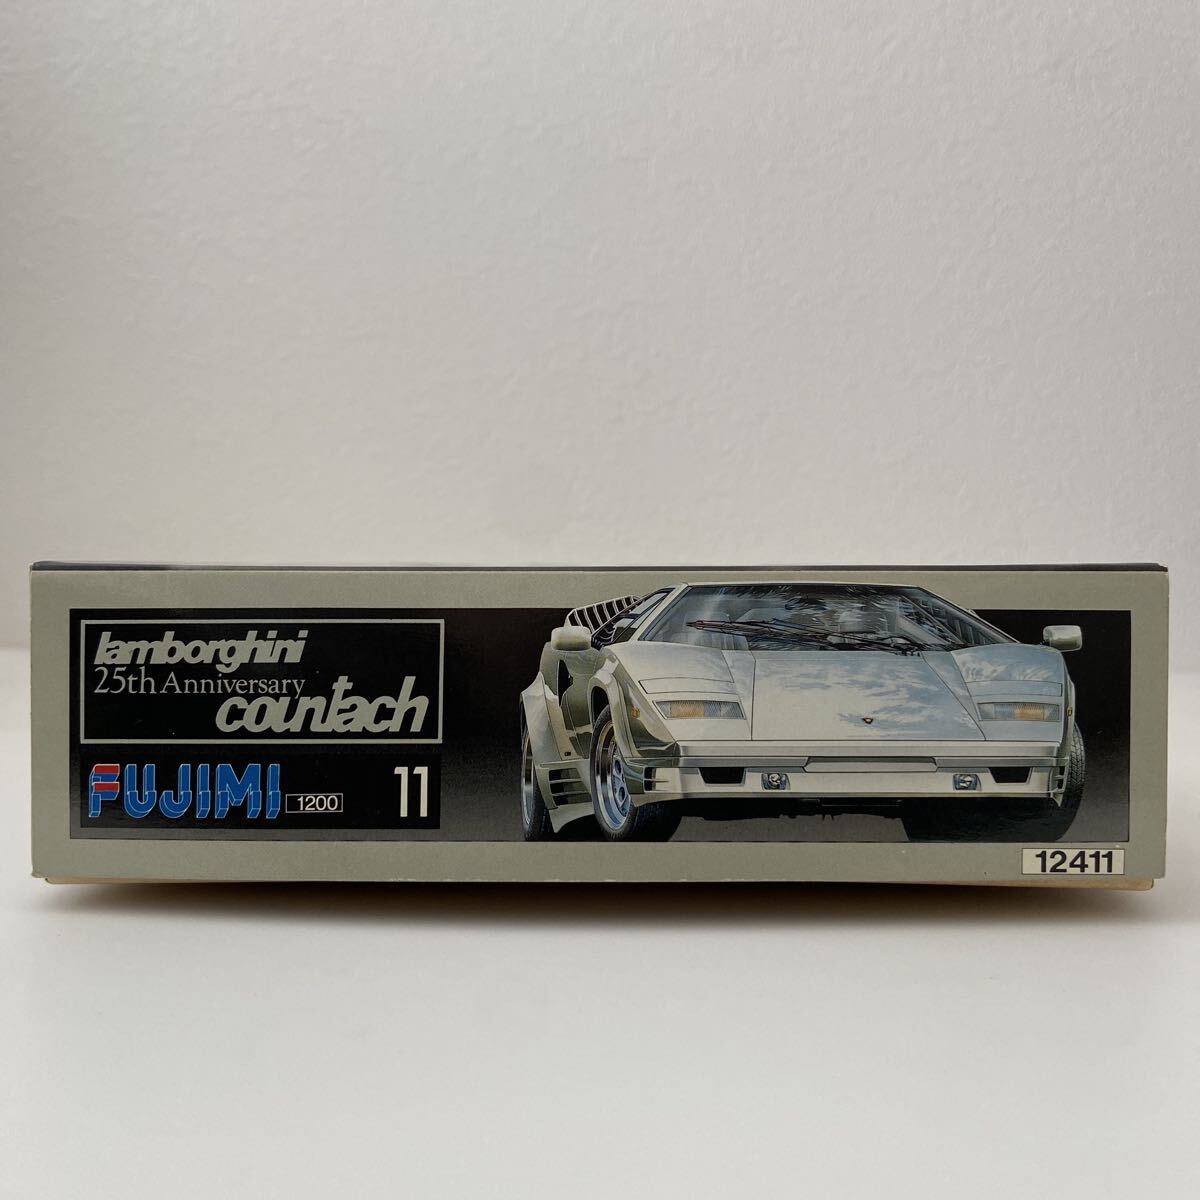 lamborghini
25th Anniversary
countach
FUJIMI 1200 11
12411